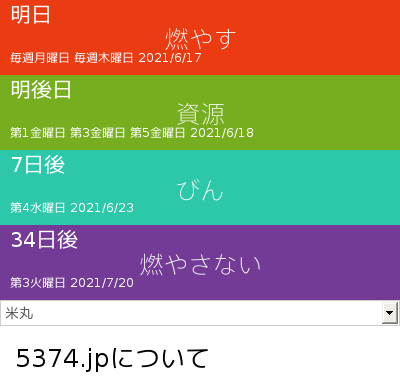 明日
燃やす
毎週月曜日 毎週木曜日 2021/6/17
明後日
資源
第1金曜日 第3金曜日 第5金曜日 2021/6/18
7日後
びん
第4水曜日 2021/6/23
34日後
燃やさない
第3火曜日 2021/7/20
米丸
5374.jpについて